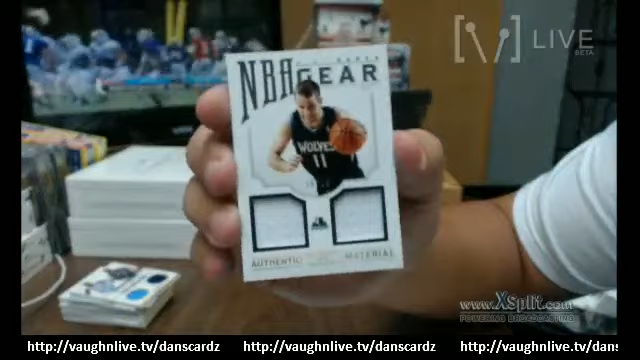 [\/] LIVE
BETA
NBA GEAR
WOLVES
11
AUTHENTIC MATERIAL
www.XSplit.com
POWERING BROADCASTING
http://vaughnlive.tv/danscardz http://vaughnlive.tv/danscardz http://vaughnlive.tv/dans